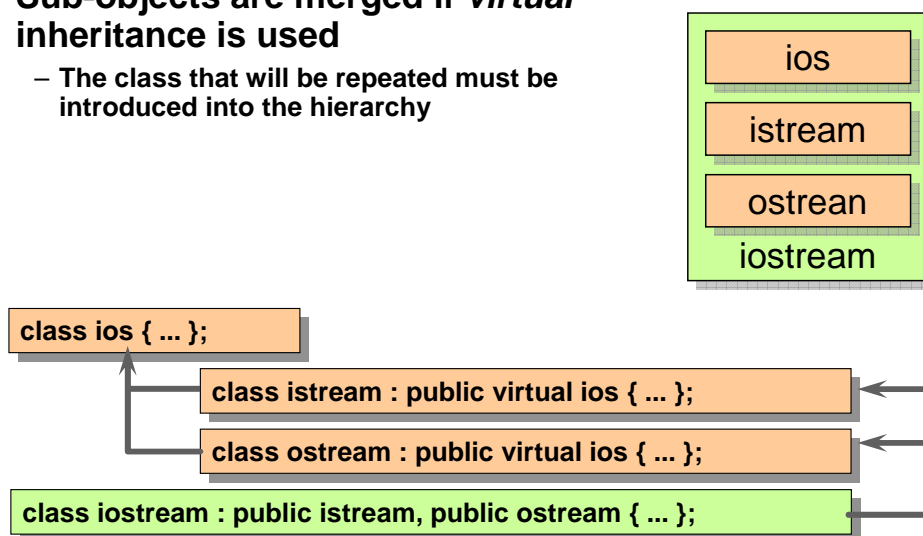 Sub-objects are merged if virtual
inheritance is used
– The class that will be repeated must be
introduced into the hierarchy
ios
istream
ostrean
iostream
class ios { ... };
class istream : public virtual ios { ... };
class ostream : public virtual ios { ... };
class iostream : public istream, public ostream { ... };